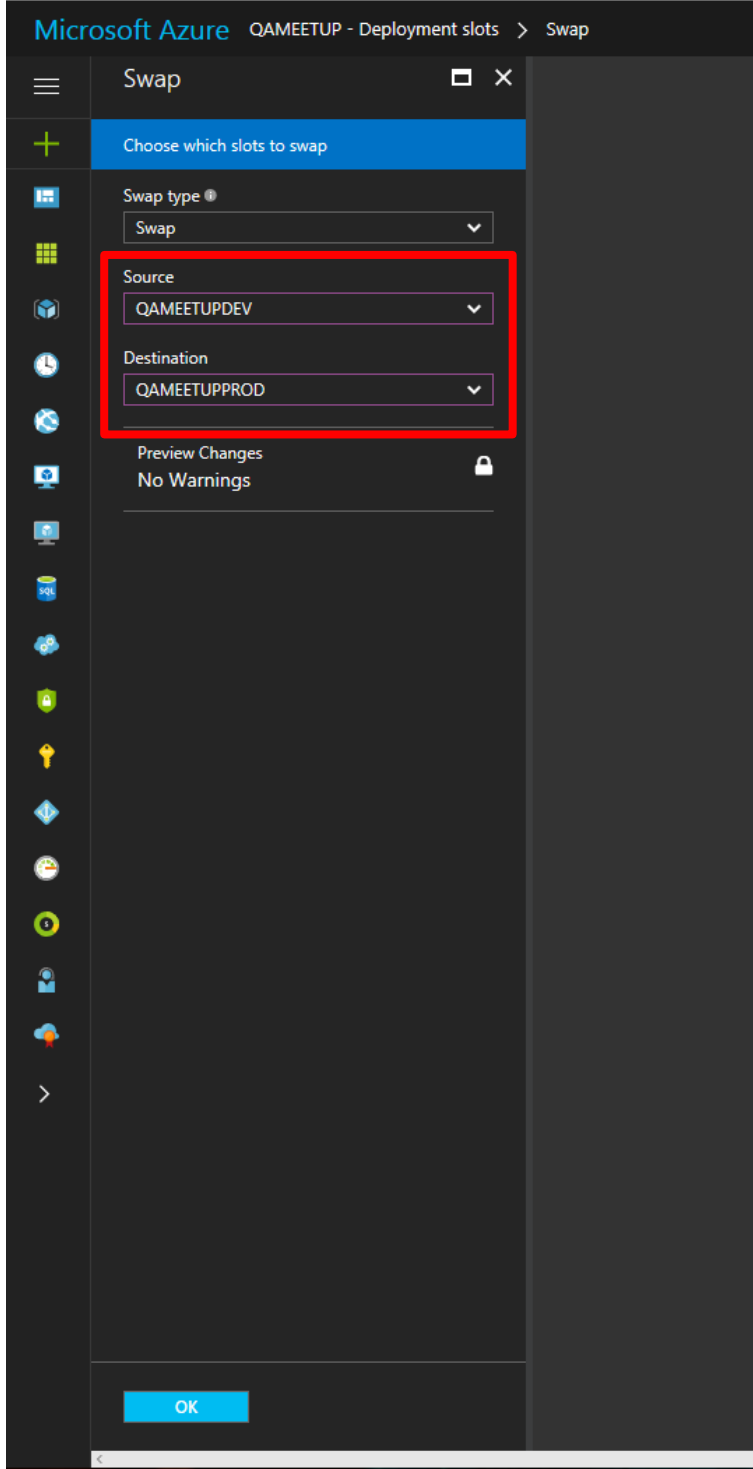 Microsoft Azure QAMEETUP - Deployment slots > Swap
Swap
Choose which slots to swap
Swap type
Swap
Source
QAMEETUPDEV
Destination
QAMEETUPPROD
Preview Changes
No Warnings
SQL
OK